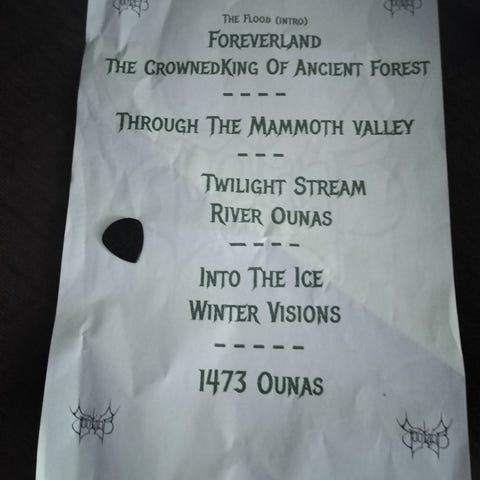 The Flood (intro)
Foreverland
The CrownedKing Of Ancient Forest
- - - -
Through The Mammoth valley
- - -
Twilight Stream
River Ounas
- - - -
Into The Ice
Winter Visions
- - - - -
1473 Ounas